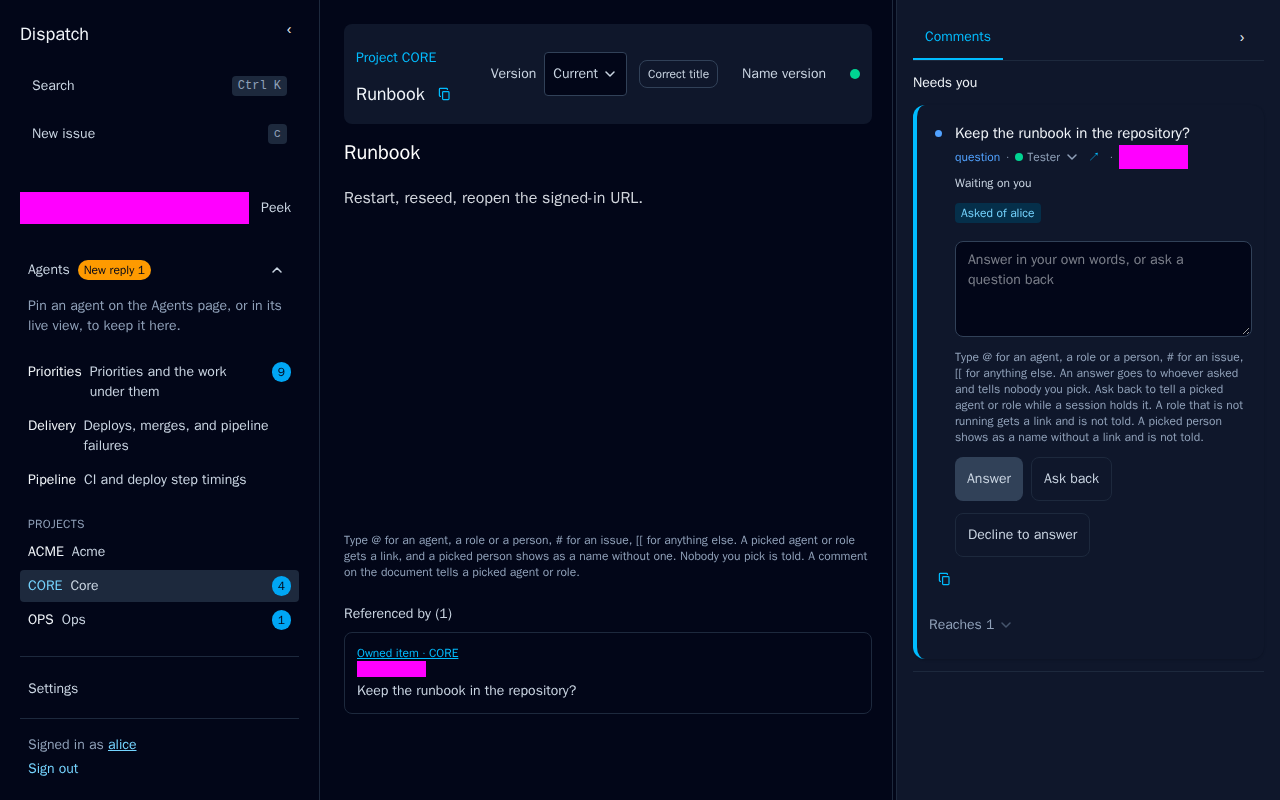 Dispatch
Search
Ctrl K
New issue
C
Peek
Agents
New reply 1
Pin an agent on the Agents page, or in its
live view, to keep it here.
Priorities
Priorities and the work
under them
9
Delivery
Deploys, merges, and pipeline
failures
Pipeline
CI and deploy step timings
PROJECTS
ACME Acme
CORE Core
4
OPS Ops
1
Settings
Signed in as alice
Sign out
Project CORE
Runbook
Version
Current
Correct title
Name version
Runbook
Restart, reseed, reopen the signed-in URL.
Type @ for an agent, a role or a person, # for an issue, [[ for anything else. A picked agent or role
gets a link, and a picked person shows as a name without one. Nobody you pick is told. A comment
on the document tells a picked agent or role.
Referenced by (1)
Owned item · CORE
Keep the runbook in the repository?
Comments
Needs you
Keep the runbook in the repository?
question · Tester ↗ ·
Waiting on you
Asked of alice
Answer in your own words, or ask a
question back
Type @ for an agent, a role or a person, # for an issue,
[[ for anything else. An answer goes to whoever asked
and tells nobody you pick. Ask back to tell a picked
agent or role while a session holds it. A role that is not
running gets a link and is not told. A picked person
shows as a name without a link and is not told.
Answer
Ask back
Decline to answer
Reaches 1